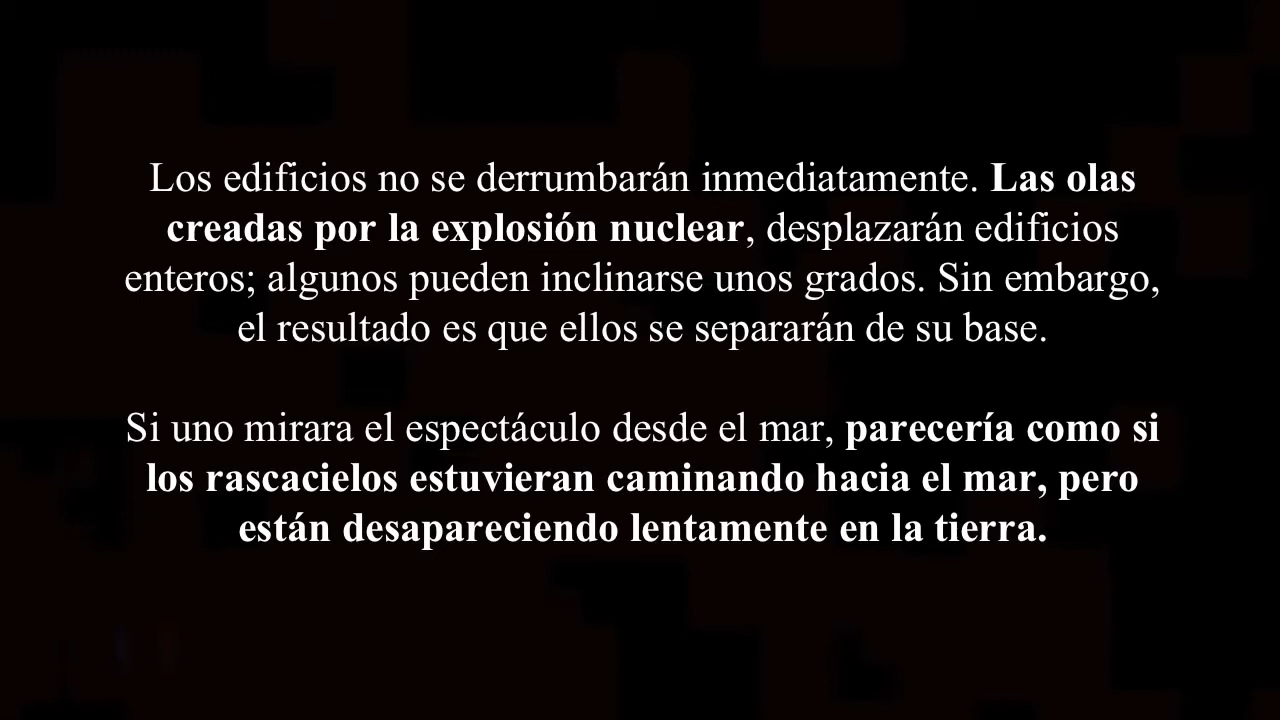 Los edificios no se derrumbarán inmediatamente. Las olas
creadas por la explosión nuclear, desplazarán edificios
enteros; algunos pueden inclinarse unos grados. Sin embargo,
el resultado es que ellos se separarán de su base.
Si uno mirara el espectáculo desde el mar, parecería como si
los rascacielos estuvieran caminando hacia el mar, pero
están desapareciendo lentamente en la tierra.